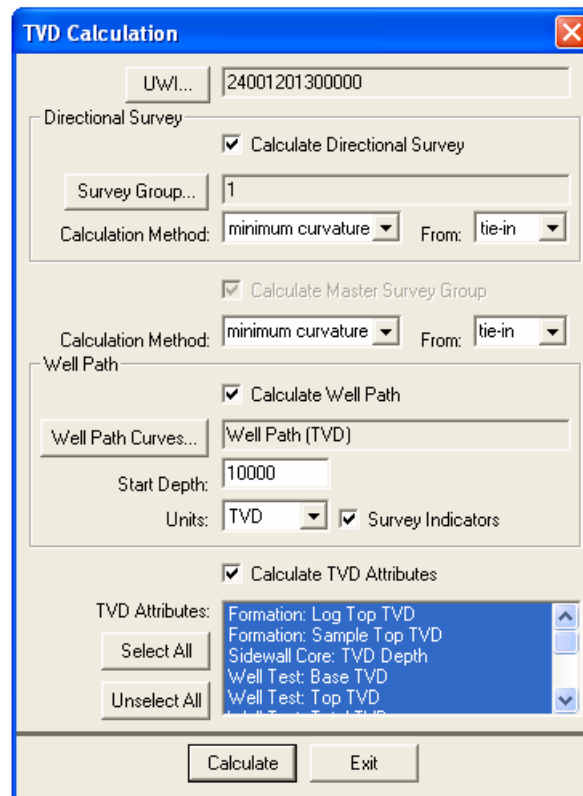 TVD Calculation
UWI... 24001201300000
Directional Survey
Calculate Directional Survey
Survey Group... 1
Calculation Method: minimum curvature From: tie-in
Calculate Master Survey Group
Calculation Method: minimum curvature From: tie-in
Well Path
Calculate Well Path
Well Path Curves... Well Path (TVD)
Start Depth: 10000
Units: TVD Survey Indicators
Calculate TVD Attributes
TVD Attributes: Formation: Log Top TVD
Formation: Sample Top TVD
Select All Sidewall Core: TVD Depth
Well Test: Base TVD
Unselect All Well Test: Top TVD
Calculate Exit